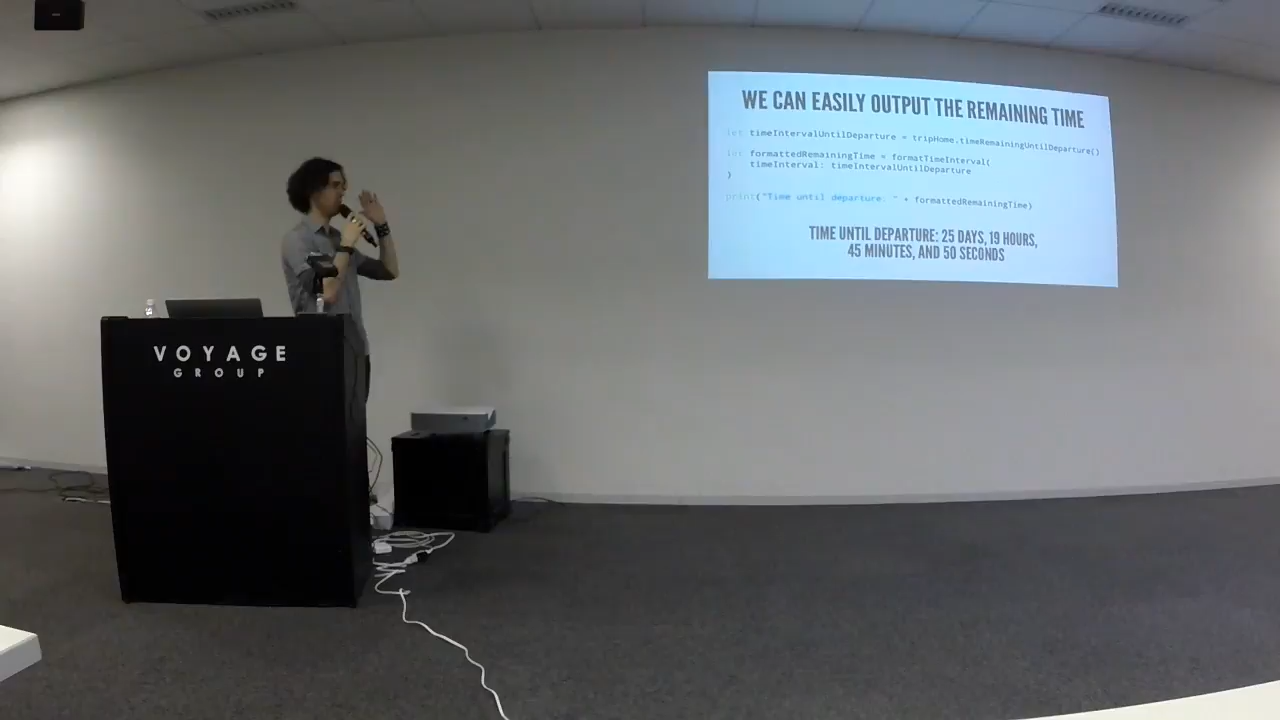 WE CAN EASILY OUTPUT THE REMAINING TIME
let timeIntervalUntilDeparture = tripHome.timeRemainingUntilDeparture()
let formattedRemainingTime = formatTimeInterval(
timeInterval: timeIntervalUntilDeparture
)
print("Time until departure: " + formattedRemainingTime)
TIME UNTIL DEPARTURE: 25 DAYS, 19 HOURS,
45 MINUTES, AND 50 SECONDS
VOYAGE
GROUP